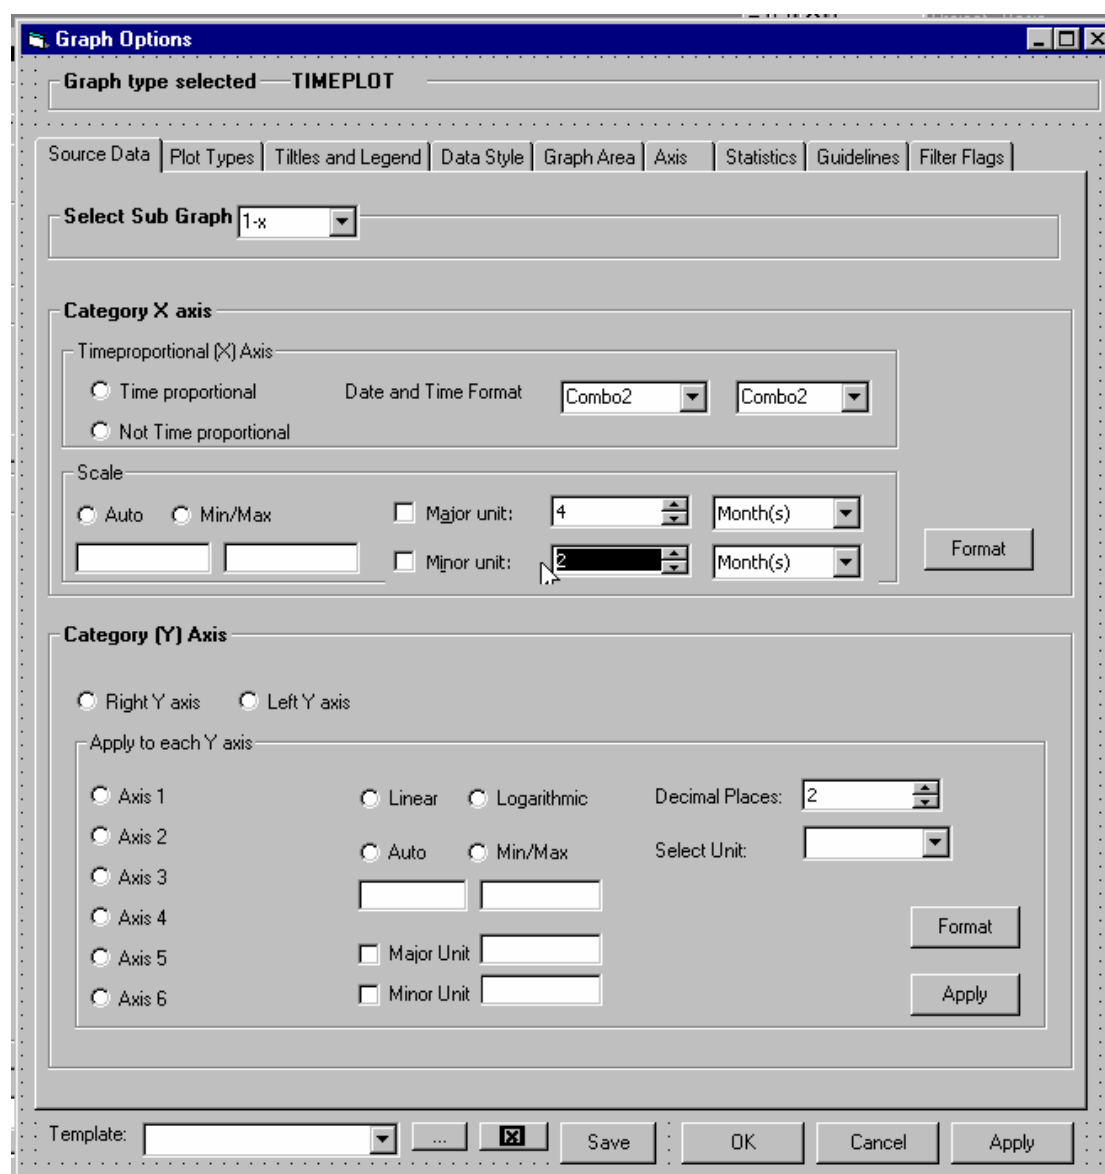 Graph Options
Graph type selected TIMEPLOT
Source Data Plot Types Tiltles and Legend Data Style Graph Area Axis Statistics Guidelines Filter Flags
Select Sub Graph 1-x
Category X axis
Timeproportional (X) Axis
Time proportional Date and Time Format Combo2 Combo2
Not Time proportional
Scale
Auto Min/Max Major unit: 4 Month(s)
Minor unit: 2 Month(s) Format
Category (Y) Axis
Right Y axis Left Y axis
Apply to each Y axis
Axis 1 Linear Logarithmic Decimal Places: 2
Axis 2 Auto Min/Max Select Unit:
Axis 3
Axis 4 Format
Axis 5 Major Unit
Axis 6 Minor Unit Apply
Template: ... Save OK Cancel Apply